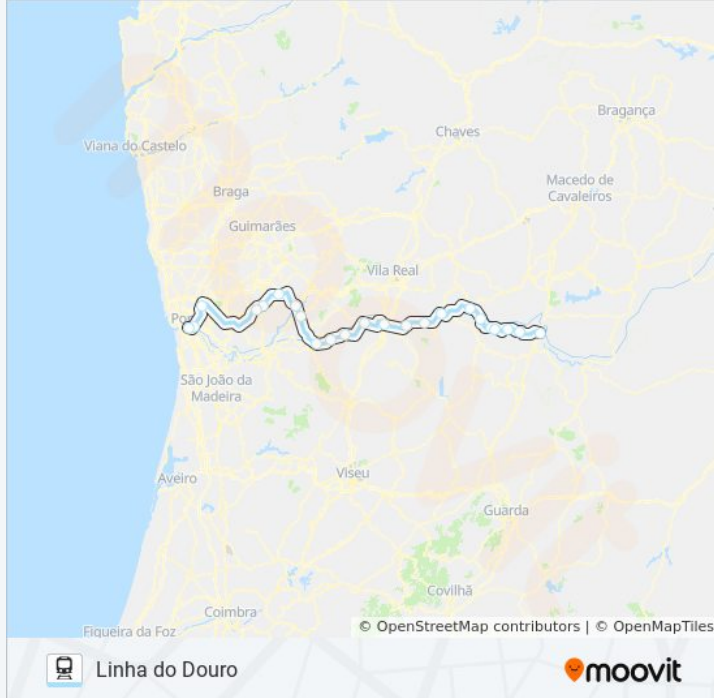 Bragança
Chaves
Viana do Castelo
Macedo de
Cavaleiros
Braga
Guimarães
Vila Real
Po
São João da
Madeira
Viseu
Aveiro
Guarda
Covilhã
Coimbra
Figueira da Foz
© OpenStreetMap contributors | © OpenMapTiles
Linha do Douro
moovit